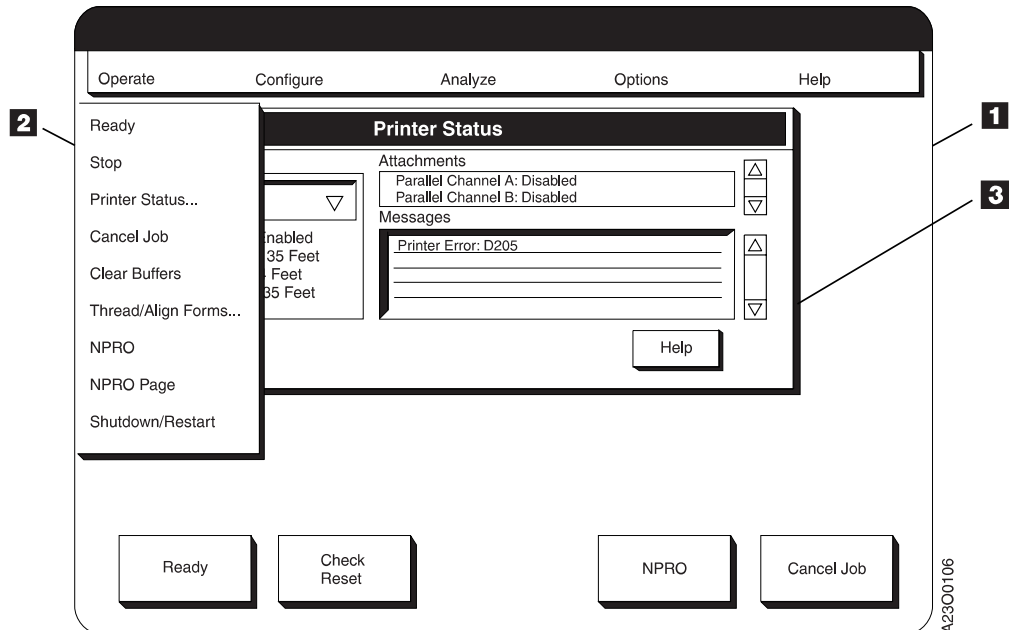 Operate Configure Analyze Options Help
2
Ready
Stop
Printer Status...
Cancel Job
Clear Buffers
Thread/Align Forms...
NPRO
NPRO Page
Shutdown/Restart
Printer Status
1
3
Attachments
Parallel Channel A: Disabled
Parallel Channel B: Disabled
Messages
Printer Error: D205
35 Feet
Feet
35 Feet
Help
Ready
Check
Reset
NPRO
Cancel Job
A23O0106